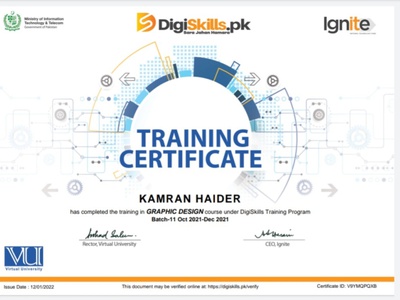 Ministry of Information
Technology & Telecom
Government of Pakistan
DigiSkills.pk
Sara Jahan Hamara
Ignite
TRAINING
CERTIFICATE
KAMRAN HAIDER
has completed the training in GRAPHIC DESIGN course under DigiSkills Training Program
Batch-11 Oct 2021-Dec 2021
Rector, Virtual University
CEO, Ignite
VU
Virtual University
Issue Date : 12/01/2022
This document may be verified online at: https://digiskills.pk/verify
Certificate ID: V9YMQPGXB